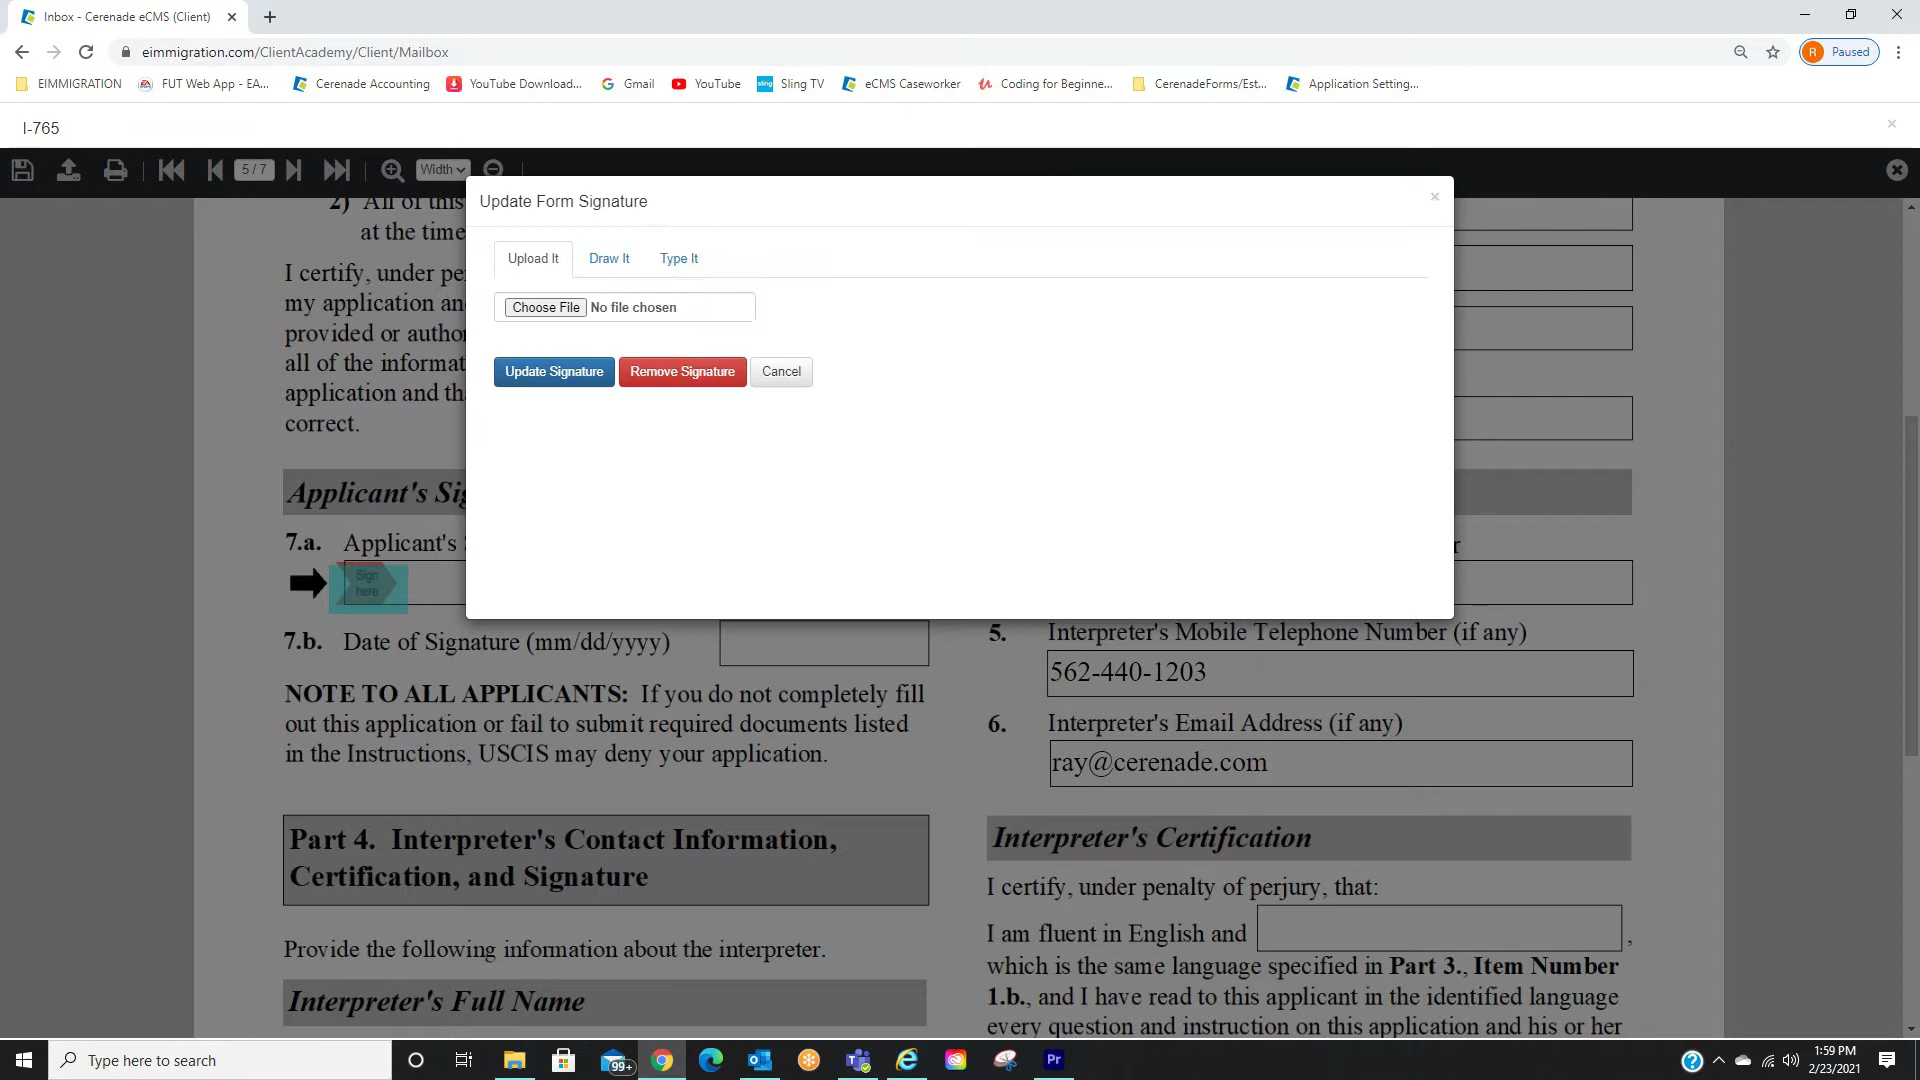 Inbox - Cerenade eCMS (Client)
eimmigration.com/ClientAcademy/Client/Mailbox
R Paused
EIMMIGRATION
FUT Web App - EA...
Cerenade Accounting
YouTube Download...
Gmail
YouTube
Sling TV
eCMS Caseworker
Coding for Beginne...
CerenadeForms/Est...
Application Setting...
I-765
5 / 7
Width
Update Form Signature
Upload It
Draw It
Type It
Choose File No file chosen
Update Signature
Remove Signature
Cancel
2) All of this
at the time
I certify, under pe
my application an
provided or author
all of the informat
application and tha
correct.
Applicant's Sig
7.a. Applicant's
Sign
here
7.b. Date of Signature (mm/dd/yyyy)
NOTE TO ALL APPLICANTS: If you do not completely fill
out this application or fail to submit required documents listed
in the Instructions, USCIS may deny your application.
Part 4. Interpreter's Contact Information,
Certification, and Signature
Provide the following information about the interpreter.
Interpreter's Full Name
r
5. Interpreter's Mobile Telephone Number (if any)
562-440-1203
6. Interpreter's Email Address (if any)
ray@cerenade.com
Interpreter's Certification
I certify, under penalty of perjury, that:
I am fluent in English and ,
which is the same language specified in Part 3., Item Number
1.b., and I have read to this applicant in the identified language
every question and instruction on this application and his or her
Type here to search
99+
Pr
1:59 PM
2/23/2021